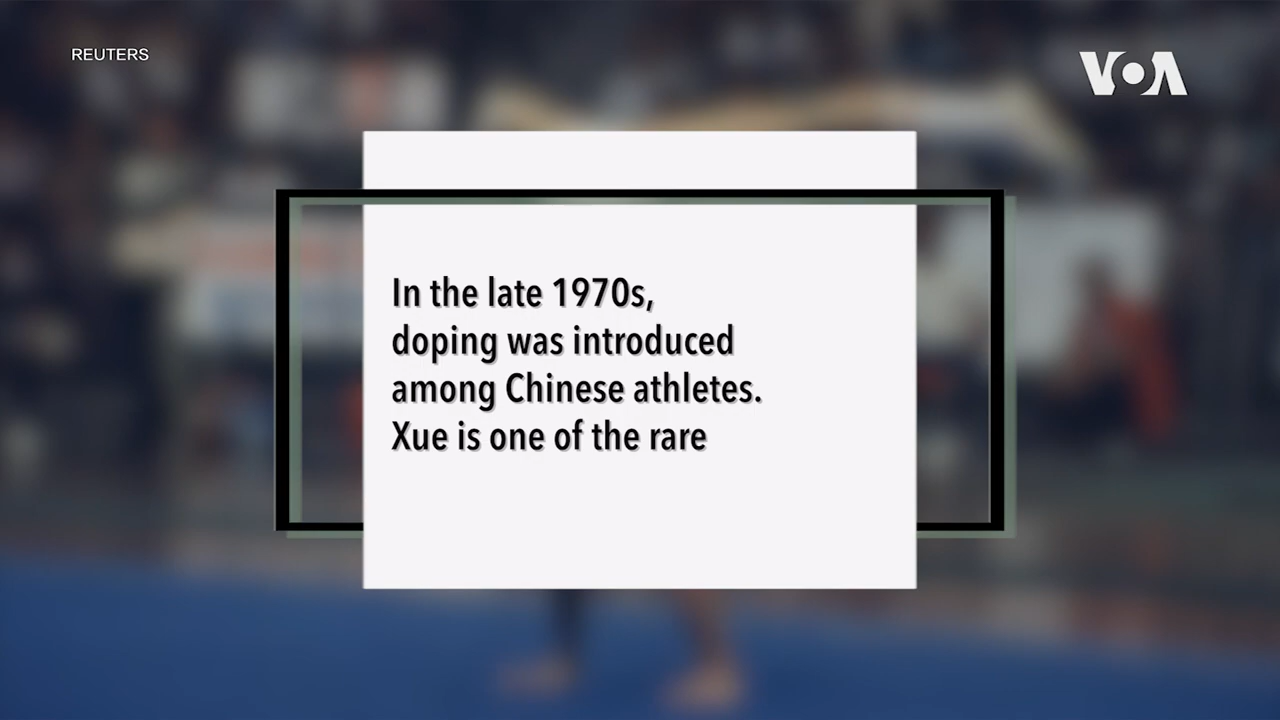 REUTERS
VOA
In the late 1970s,
doping was introduced
among Chinese athletes.
Xue is one of the rare